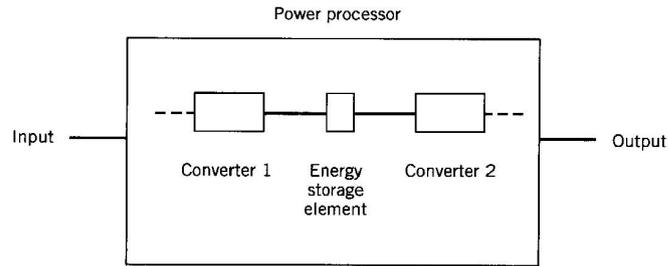 Power processor
Input
Output
Converter 1
Energy
storage
element
Converter 2